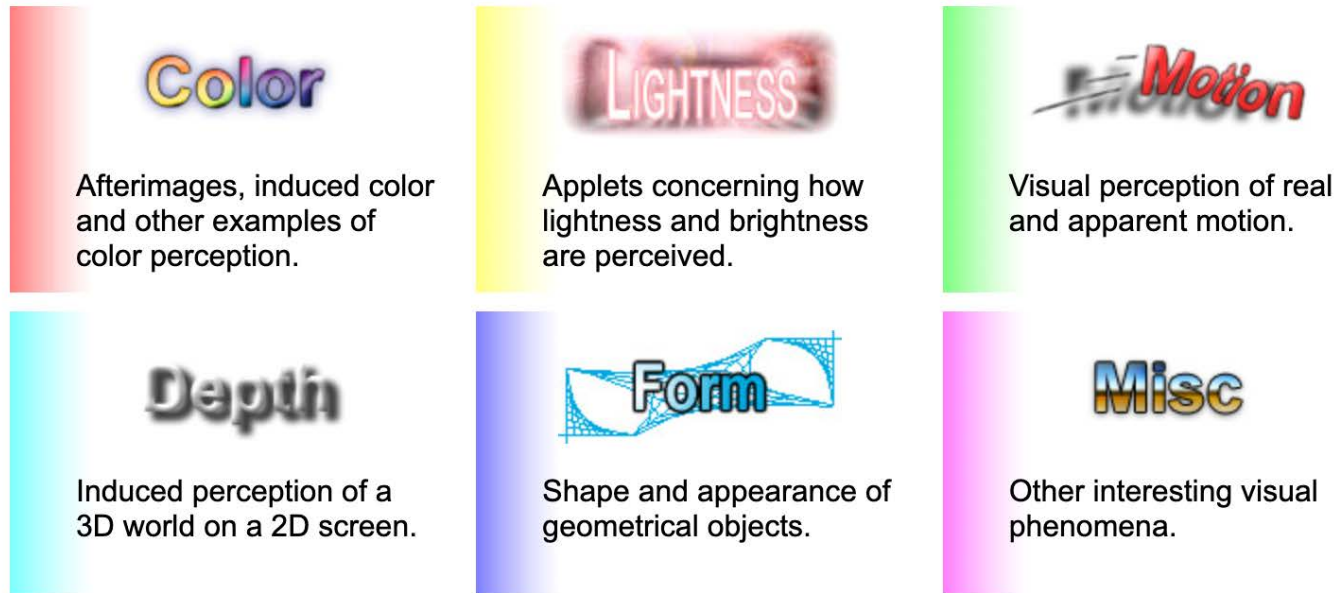 Color
Afterimages, induced color
and other examples of
color perception.
LIGHTNESS
Applets concerning how
lightness and brightness
are perceived.
Motion
Visual perception of real
and apparent motion.
Depth
Induced perception of a
3D world on a 2D screen.
Form
Shape and appearance of
geometrical objects.
Misc
Other interesting visual
phenomena.